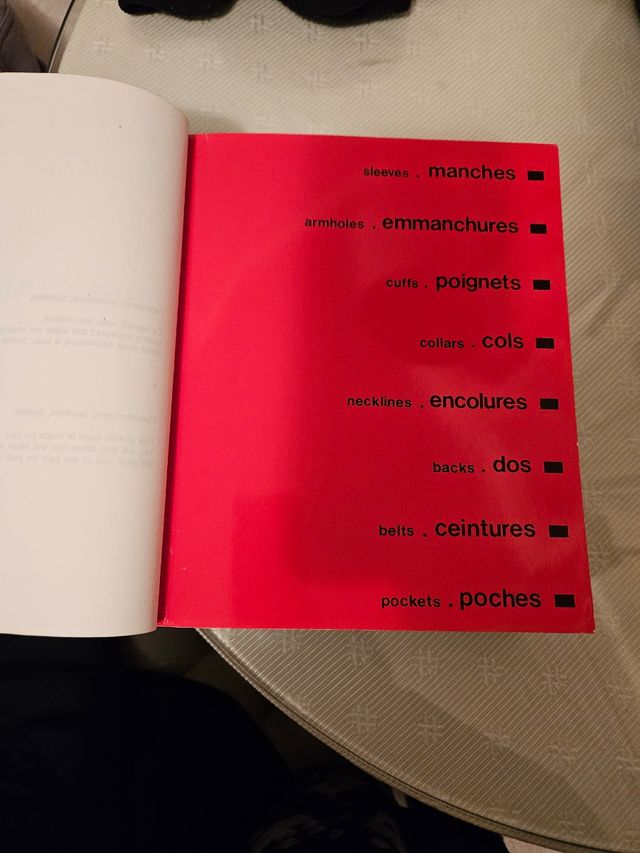 sleeves . manches
armholes . emmanchures
cuffs . poignets
collars . cols
necklines . encolures
backs . dos
belts . ceintures
pockets . poches